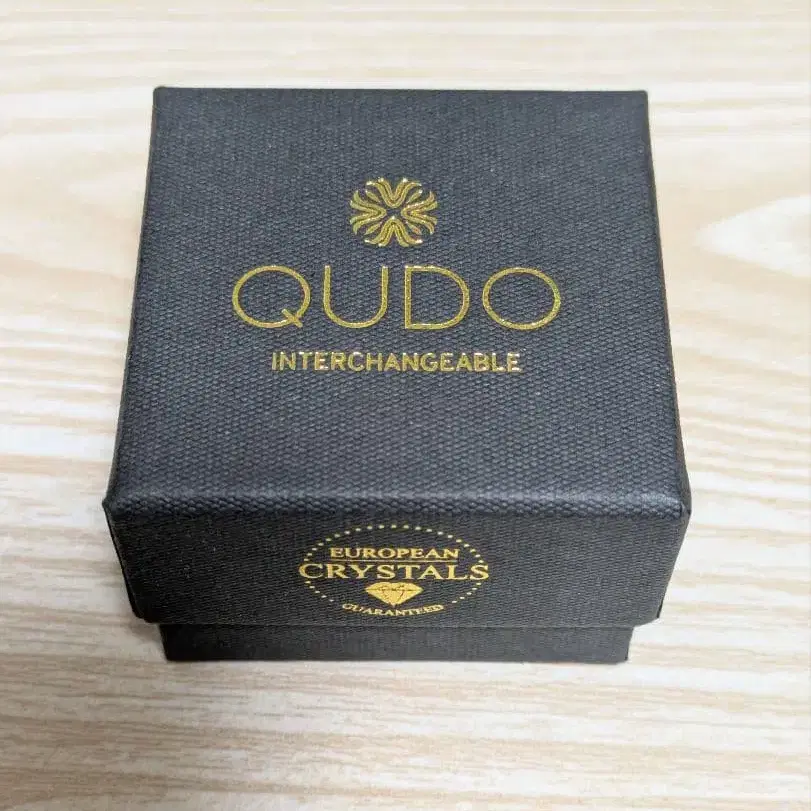 QUDO
INTERCHANGEABLE
EUROPEAN
CRYSTALS
GUARANTEED